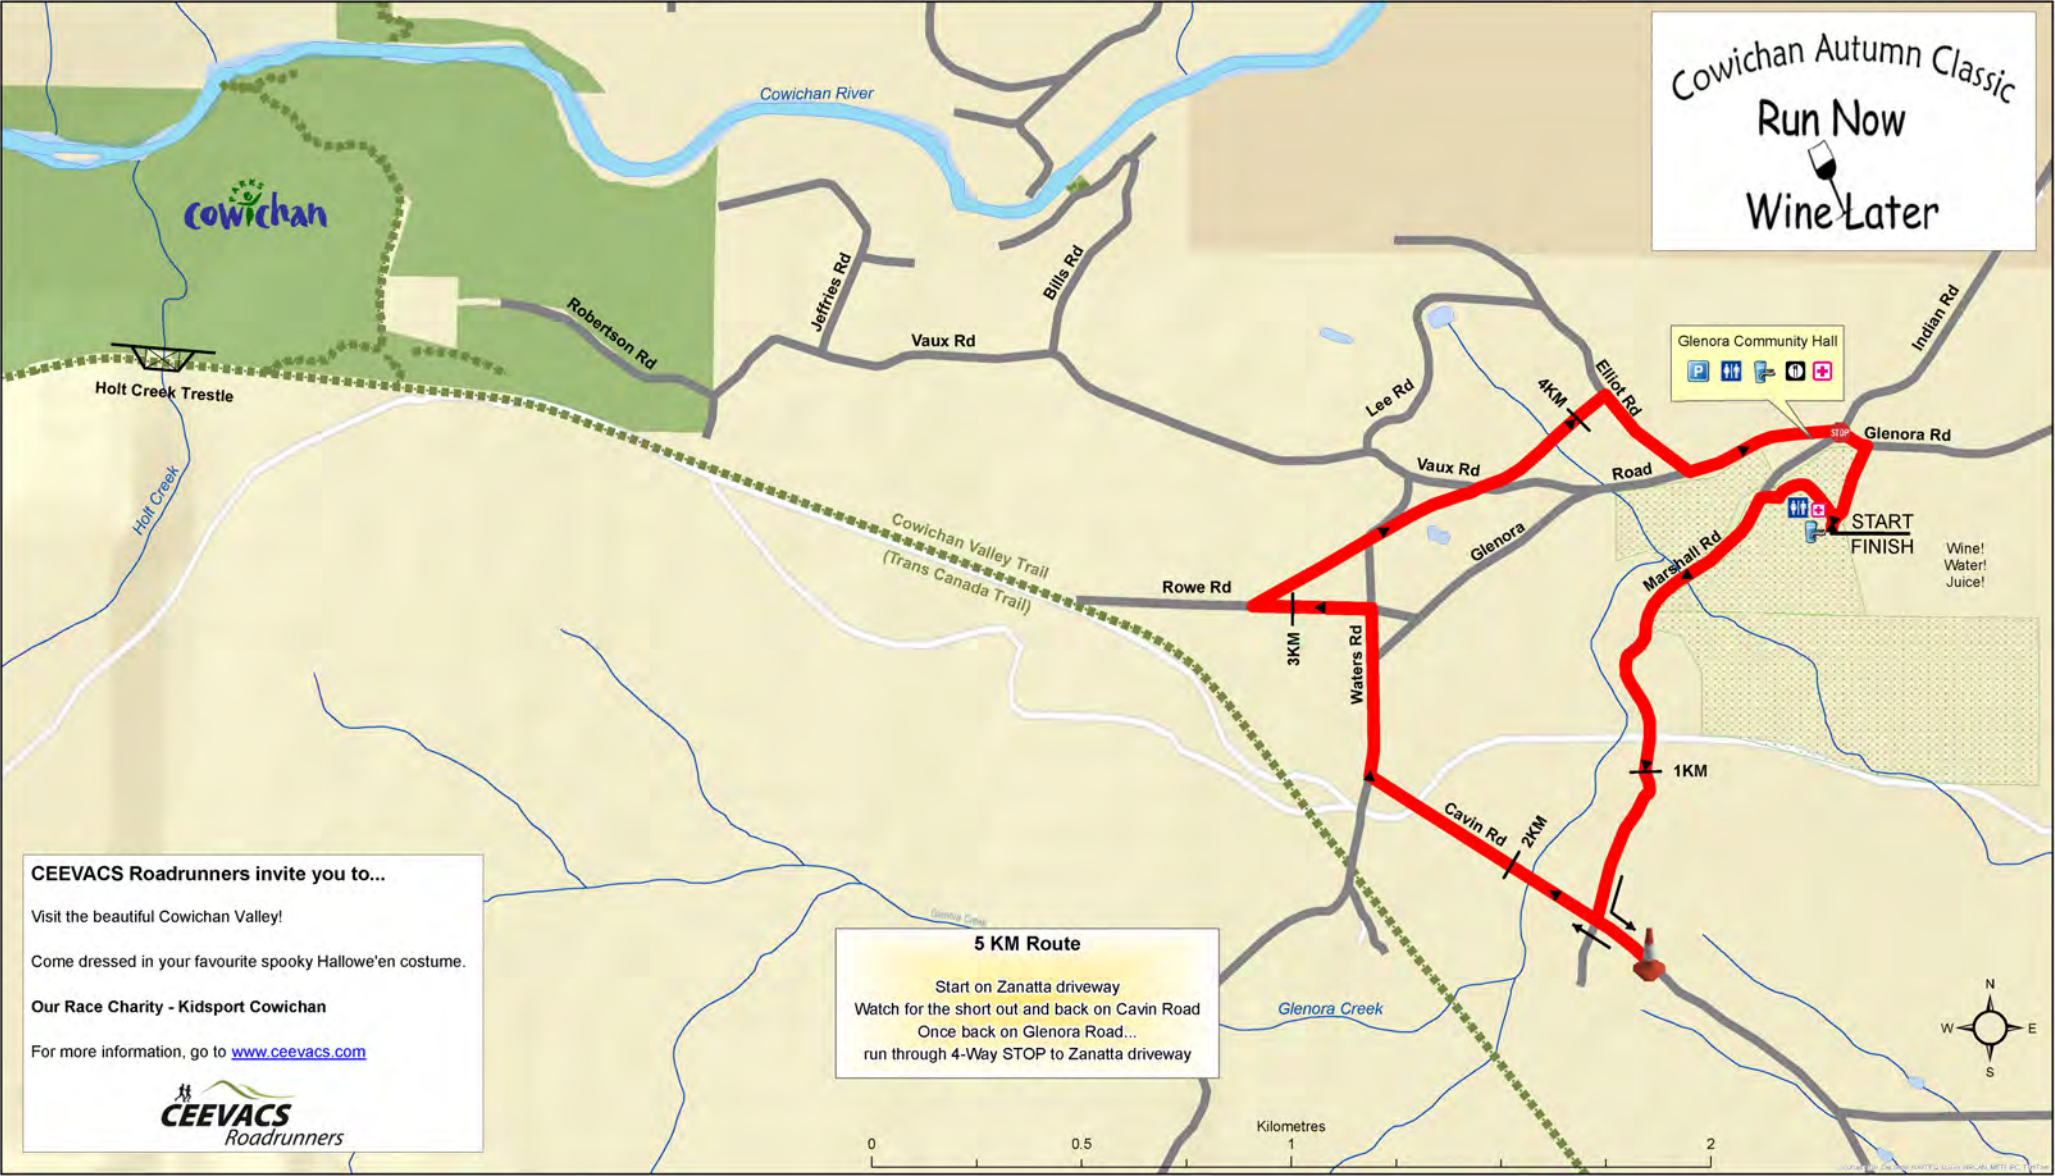 Cowichan Autumn Classic
Run Now
Wine Later
Cowichan River
PARKS
cowichan
Robertson Rd
Jeffries Rd
Bills Rd
Vaux Rd
Indian Rd
Glenora Community Hall
P
Elliot Rd
4KM
Lee Rd
STOP
Glenora Rd
Holt Creek Trestle
Vaux Rd
Road
Holt Creek
START
FINISH
Wine!
Water!
Juice!
Cowichan Valley Trail
(Trans Canada Trail)
Glenora
Marshall Rd
Rowe Rd
3KM
Waters Rd
1KM
Cavin Rd
2KM
CEEVACS Roadrunners invite you to...
Visit the beautiful Cowichan Valley!
Come dressed in your favourite spooky Hallowe'en costume.
Our Race Charity - Kidsport Cowichan
For more information, go to www.ceevacs.com
CEEVACS
Roadrunners
Glenora Creek
5 KM Route
Start on Zanatta driveway
Watch for the short out and back on Cavin Road
Once back on Glenora Road...
run through 4-Way STOP to Zanatta driveway
Glenora Creek
N
W E
S
Kilometres
0 0.5 1 2